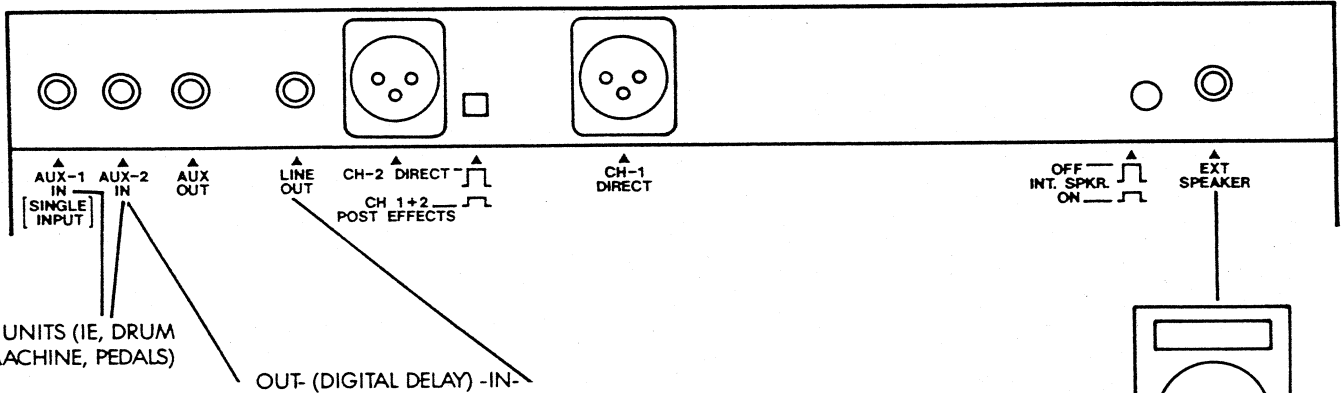 AUX-1
IN
[SINGLE
INPUT]
AUX-2
IN
AUX
OUT
LINE
OUT
CH-2 DIRECT
CH 1+2
POST EFFECTS
CH-1
DIRECT
OFF
INT. SPKR.
ON
EXT
SPEAKER
UNITS (IE, DRUM
MACHINE, PEDALS)
OUT- (DIGITAL DELAY) -IN-